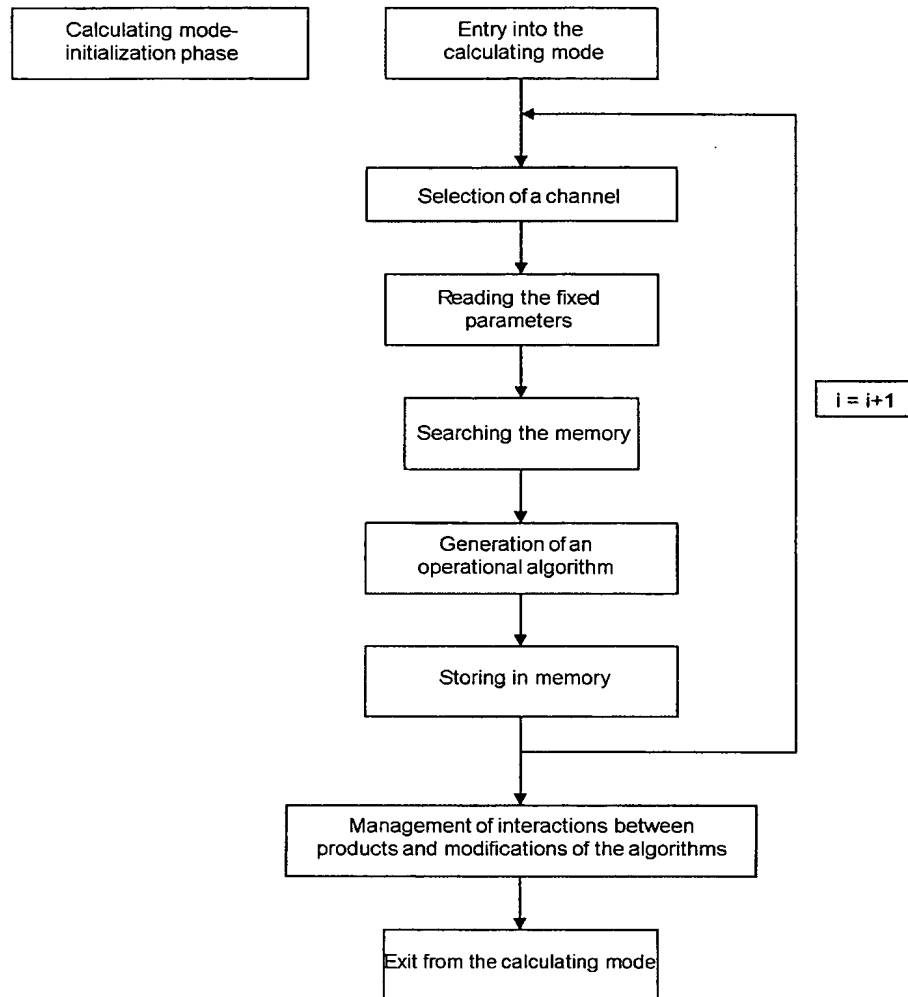 Calculating mode-
initialization phase
Entry into the
calculating mode
Selection of a channel
Reading the fixed
parameters
Searching the memory
i = i+1
Generation of an
operational algorithm
Storing in memory
Management of interactions between
products and modifications of the algorithms
Exit from the calculating mode